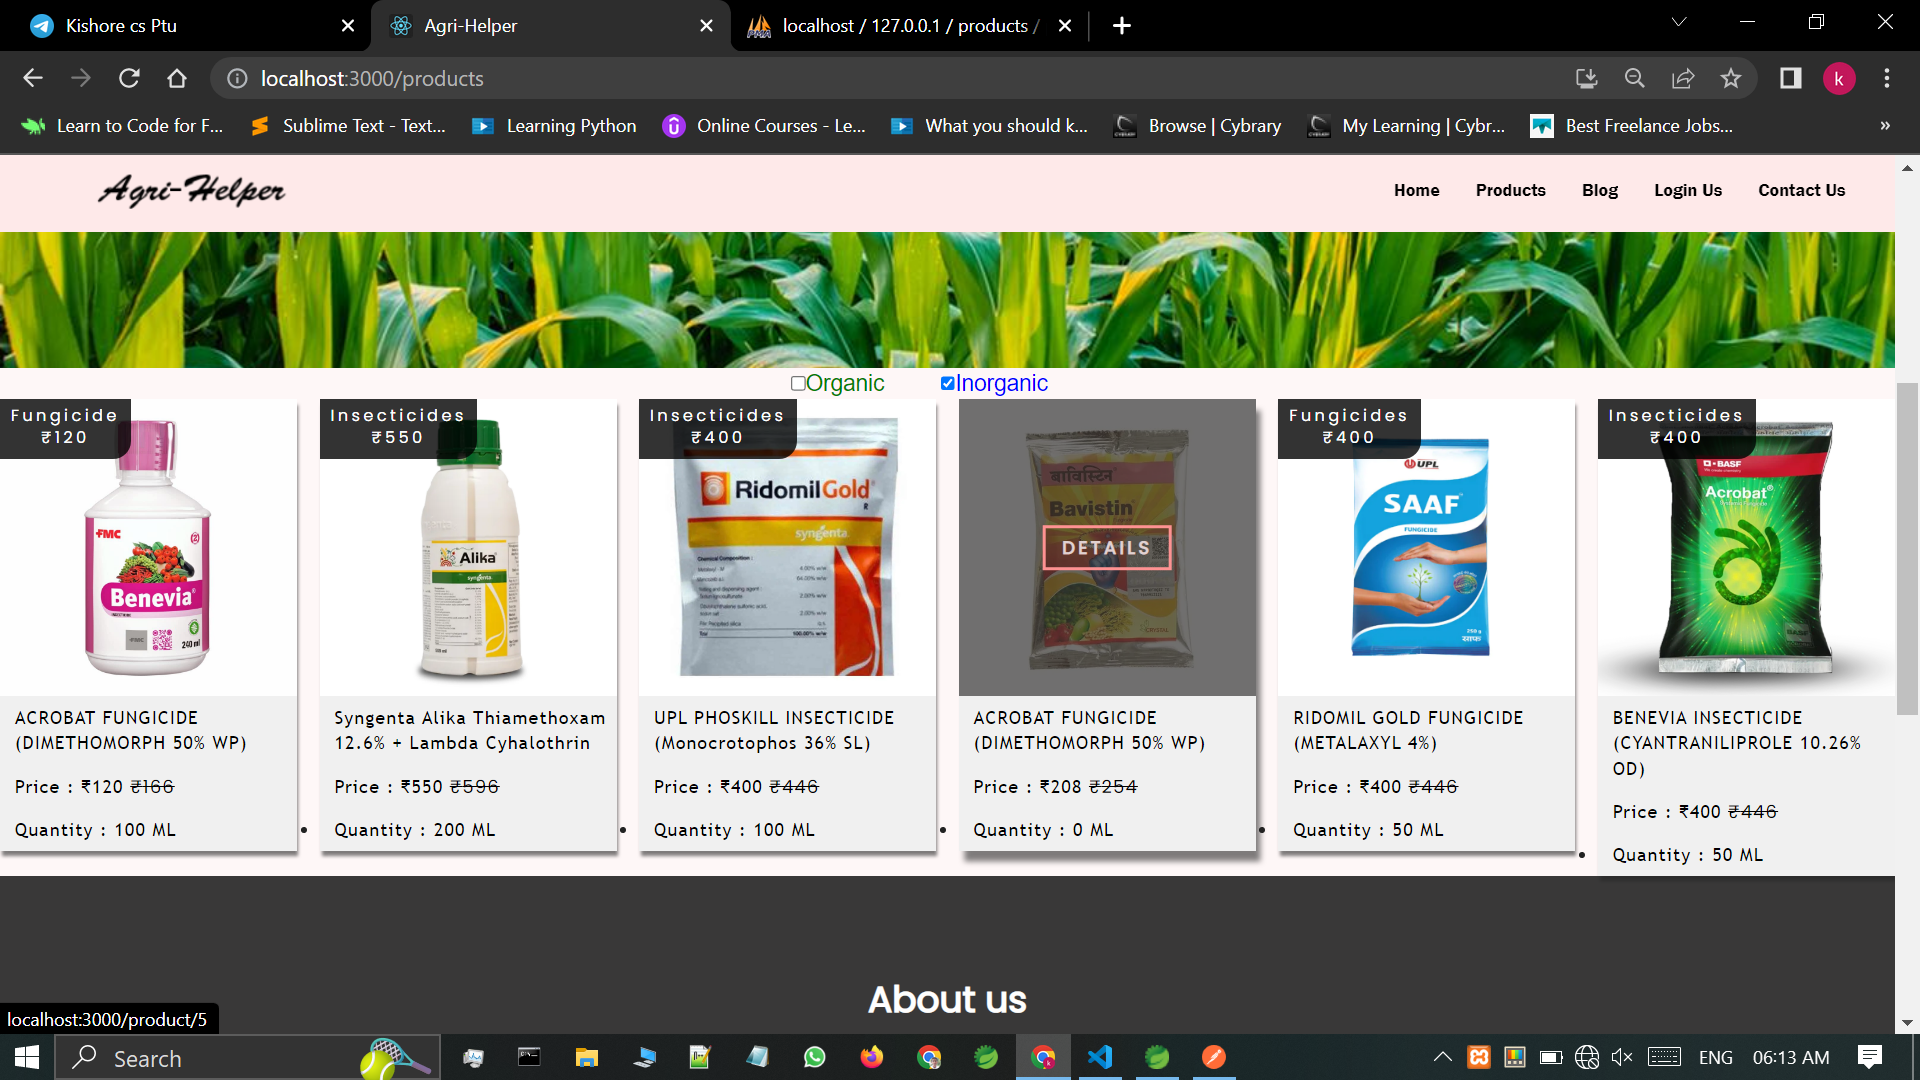 Kishore cs Ptu
Agri-Helper
localhost / 127.0.0.1 / products /
localhost:3000/products
k
Learn to Code for F...
Sublime Text - Text...
Learning Python
Online Courses - Le...
What you should k...
Browse | Cybrary
My Learning | Cybr...
Best Freelance Jobs...
»
Agri-Helper
Home
Products
Blog
Login Us
Contact Us
Organic
Inorganic
Fungicide
₹120
FMC
Benevia
240 ml
ACROBAT FUNGICIDE
(DIMETHOMORPH 50% WP)
Price : ₹120 ₹166
Quantity : 100 ML
Insecticides
₹550
Alika
syngenta
Syngenta Alika Thiamethoxam
12.6% + Lambda Cyhalothrin
Price : ₹550 ₹596
Quantity : 200 ML
Insecticides
₹400
RidomilGold
R
syngenta
Chemical Composition :
UPL PHOSKILL INSECTICIDE
(Monocrotophos 36% SL)
Price : ₹400 ₹446
Quantity : 100 ML
बाविस्टिन
Bavistin
DETAILS
CRYSTAL
ACROBAT FUNGICIDE
(DIMETHOMORPH 50% WP)
Price : ₹208 ₹254
Quantity : 0 ML
Fungicides
₹400
UPL
SAAF
FUNGICIDE
250 g
साफ
RIDOMIL GOLD FUNGICIDE
(METALAXYL 4%)
Price : ₹400 ₹446
Quantity : 50 ML
Insecticides
₹400
BASF
Acrobat
BENEVIA INSECTICIDE
(CYANTRANILIPROLE 10.26%
OD)
Price : ₹400 ₹446
Quantity : 50 ML
About us
localhost:3000/product/5
Search
ENG
06:13 AM